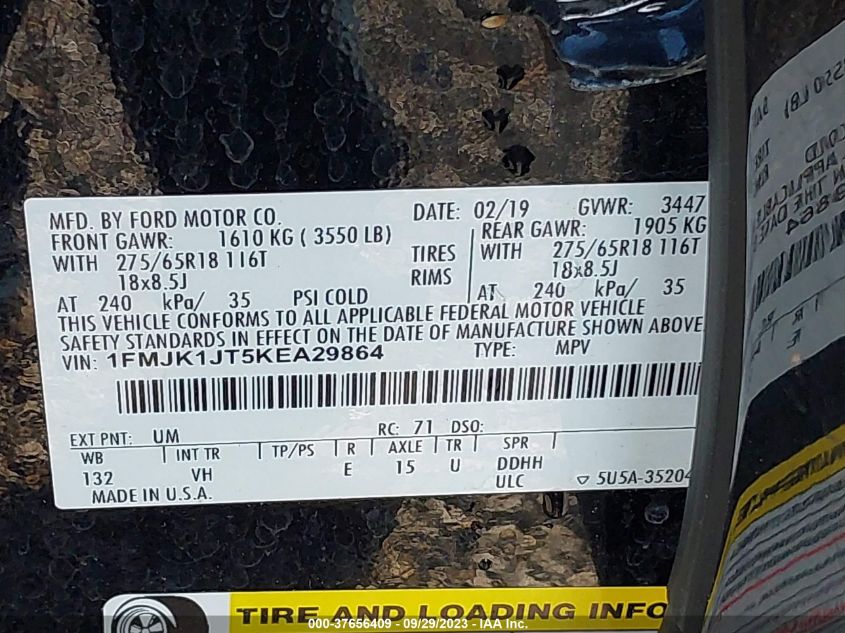 MFD. BY FORD MOTOR CO. DATE: 02/19 GVWR: 3447
FRONT GAWR: 1610 KG ( 3550 LB) REAR GAWR: 1905 KG
WITH 275/65R18 116T TIRES WITH 275/65R18 116T
18x8.5J RIMS 18x8.5J
AT 240 kPa/ 35 PSI COLD AT 240 kPa/ 35
THIS VEHICLE CONFORMS TO ALL APPLICABLE FEDERAL MOTOR VEHICLE
SAFETY STANDARDS IN EFFECT ON THE DATE OF MANUFACTURE SHOWN ABOVE
VIN: 1FMJK1JT5KEA29864 TYPE: MPV
EXT PNT: UM RC: 71 DSO:
WB INT TR TP/PS R AXLE TR SPR
132 VH E 15 U DDHH
ULC 5U5A-35204
MADE IN U.S.A.
TIRE AND LOADING INFO
000-37656409 - 09/29/2023 - IAA Inc.